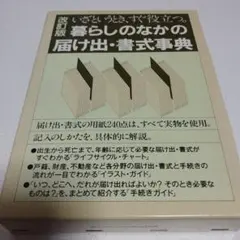 改訂版
いざというとき、すぐ役立つ。
暮らしのなかの
届け出・書式事典
届け出・書式の用紙240点は、すべて実物を使用。
記入のしかたを、具体的に解説。
●出生から死亡まで、年齢に応じて必要な届け出・書式
がすぐわかる“ライフサイクル・チャート”
●戸籍、財産、不動産など各分野の届け出・書式と手続き
の流れが一目でわかる“イラスト・ガイド”
●「いつ、どこへ、だれが届け出ればよいか？ そのとき必要
なものは？」を、まとめて紹介する“手続きガイド”